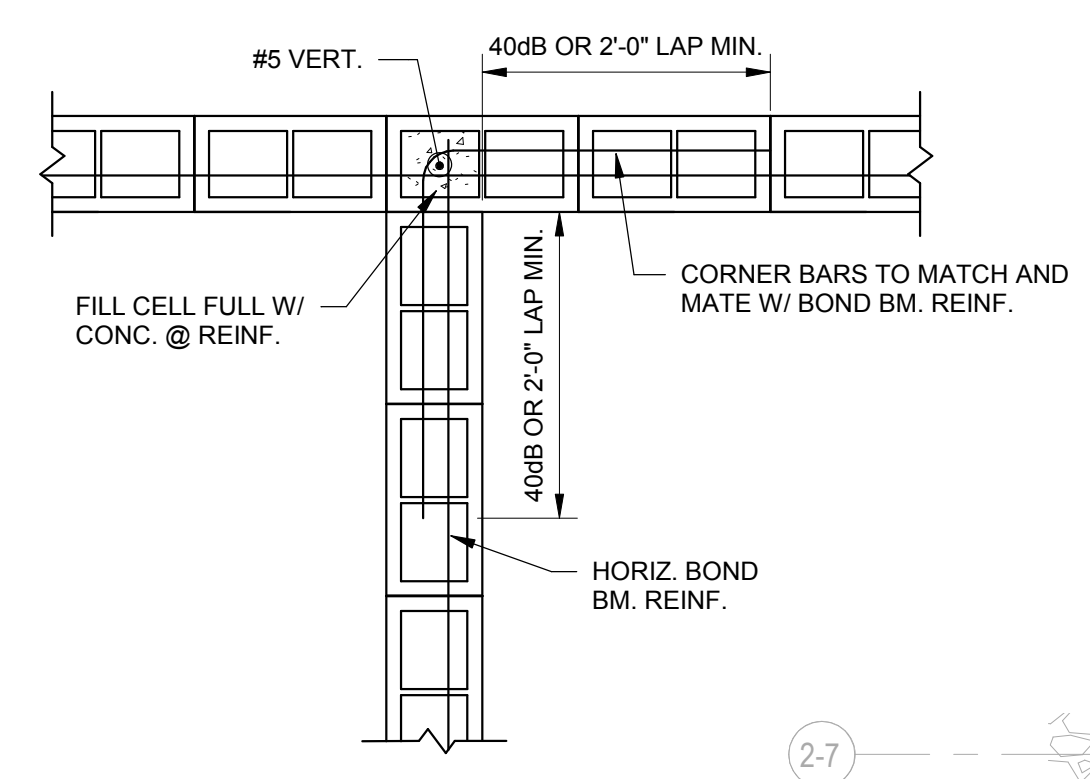 40dB OR 2'-0" LAP MIN.
#5 VERT.
CORNER BARS TO MATCH AND
MATE W/ BOND BM. REINF.
FILL CELL FULL W/
CONC. @ REINF.
40dB OR 2'-0" LAP MIN.
HORIZ. BOND
BM. REINF.
2-7